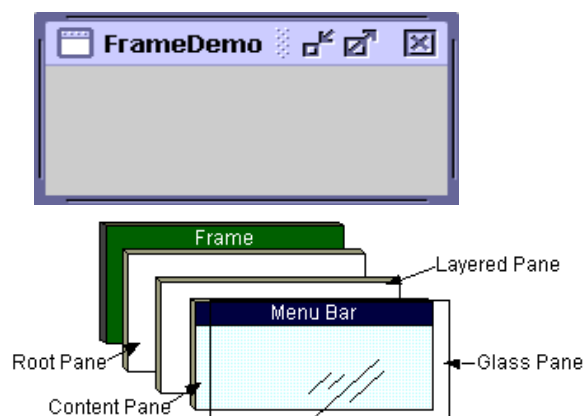 FrameDemo
Frame
Layered Pane
Menu Bar
Root Pane
Glass Pane
Content Pane